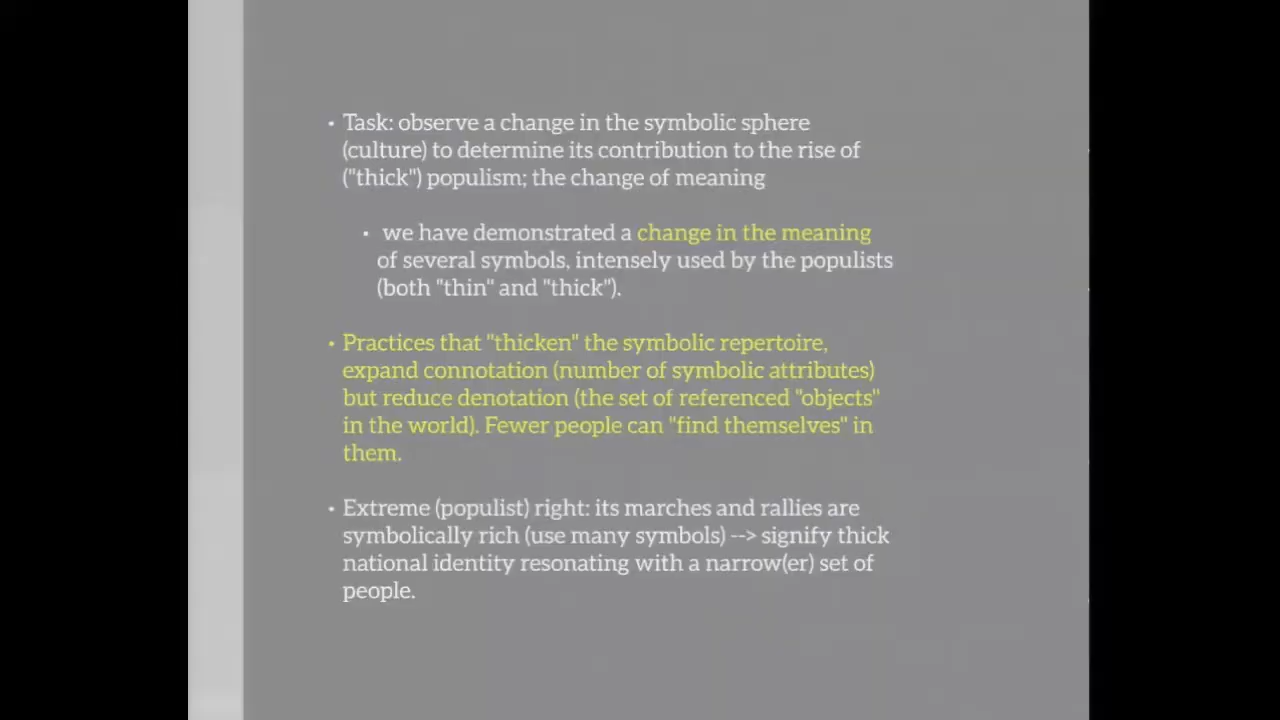 • Task: observe a change in the symbolic sphere
(culture) to determine its contribution to the rise of
("thick") populism; the change of meaning
• we have demonstrated a change in the meaning
of several symbols, intensely used by the populists
(both "thin" and "thick").
• Practices that "thicken" the symbolic repertoire,
expand connotation (number of symbolic attributes)
but reduce denotation (the set of referenced "objects"
in the world). Fewer people can "find themselves" in
them.
• Extreme (populist) right: its marches and rallies are
symbolically rich (use many symbols) --> signify thick
national identity resonating with a narrow(er) set of
people.